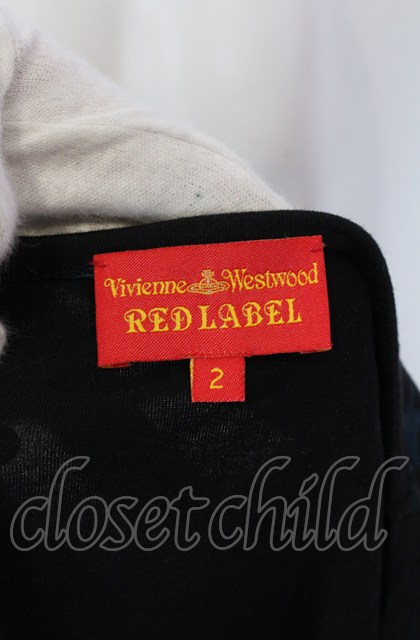 Vivienne Westwood
RED LABEL
2
closet child